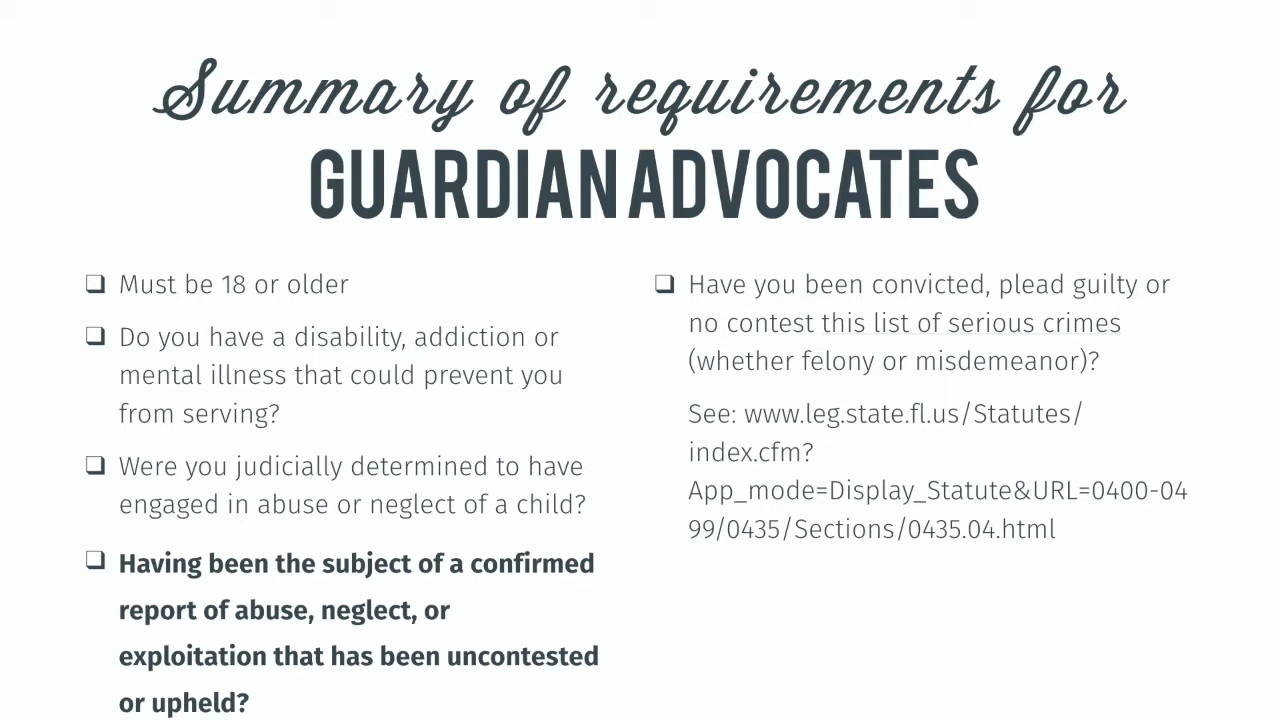 Summary of requirements for
GUARDIAN ADVOCATES
❑ Must be 18 or older
❑ Do you have a disability, addiction or
mental illness that could prevent you
from serving?
❑ Were you judicially determined to have
engaged in abuse or neglect of a child?
❑ Having been the subject of a confirmed
report of abuse, neglect, or
exploitation that has been uncontested
or upheld?
❑ Have you been convicted, plead guilty or
no contest this list of serious crimes
(whether felony or misdemeanor)?
See: www.leg.state.fl.us/Statutes/
index.cfm?
App_mode=Display_Statute&URL=0400-04
99/0435/Sections/0435.04.html